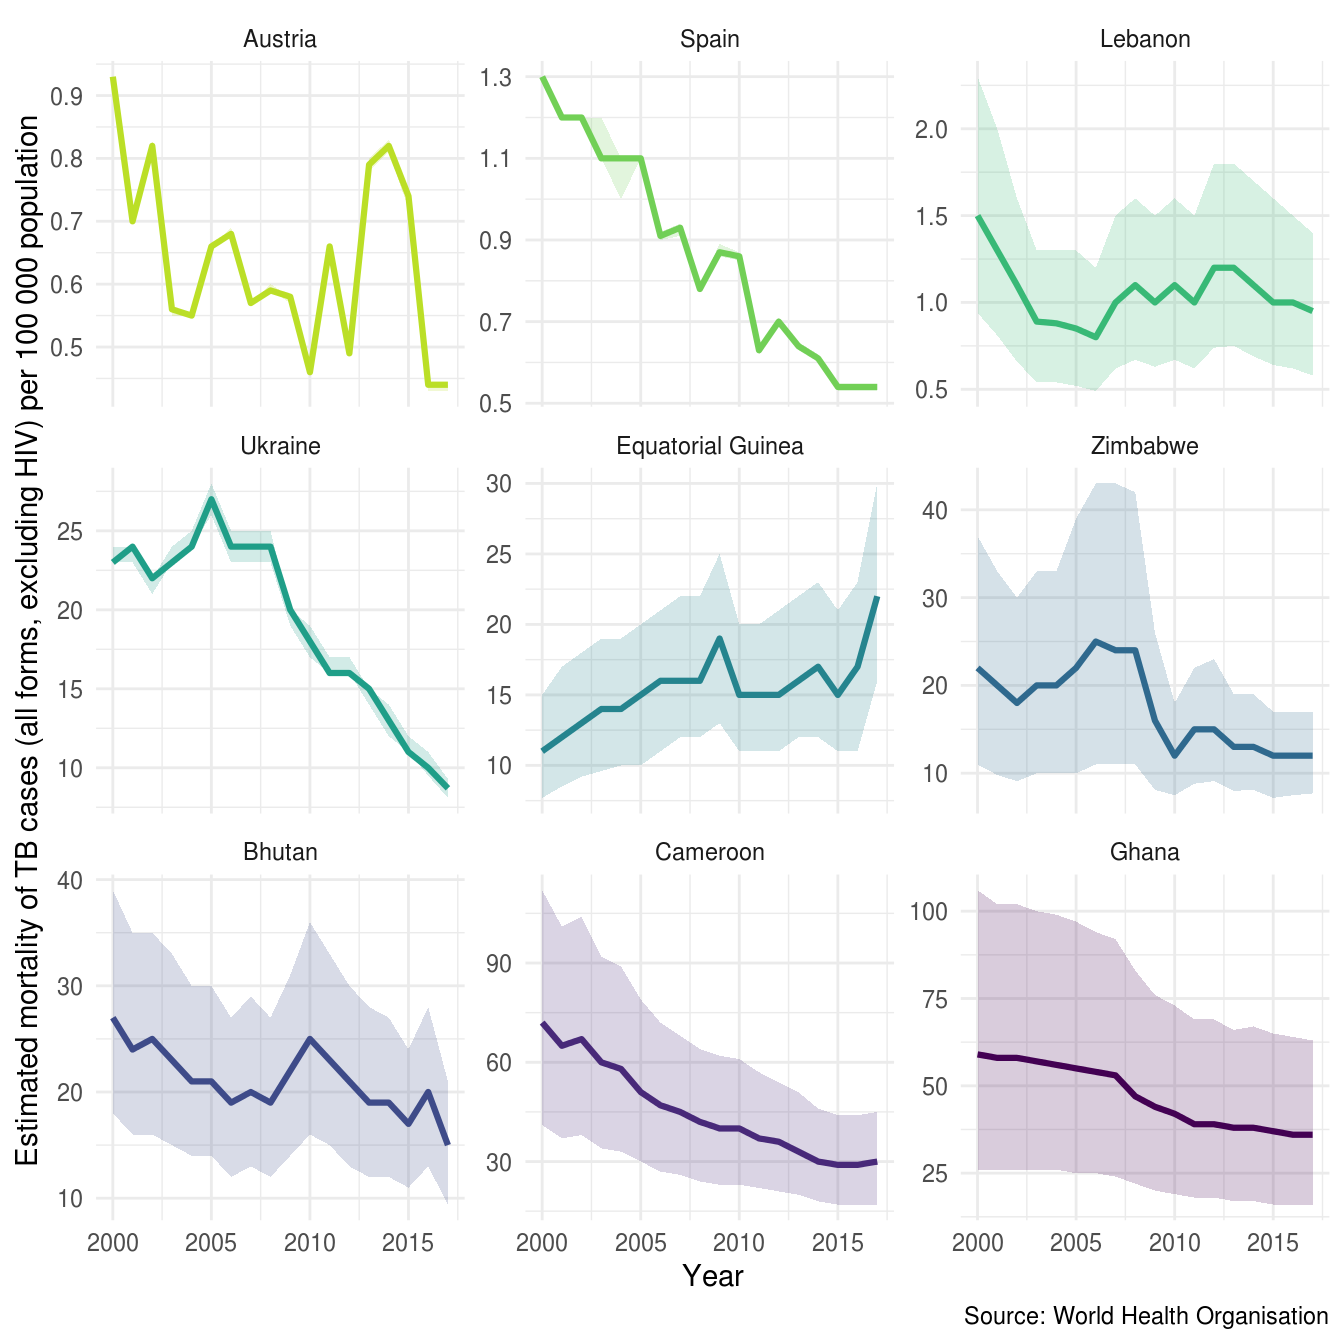 Austria
Spain
Lebanon
0.9
0.8
0.7
0.6
0.5
1.3
1.1
0.9
0.7
0.5
2.0
1.5
1.0
0.5
Estimated mortality of TB cases (all forms, excluding HIV) per 100 000 population
Ukraine
Equatorial Guinea
Zimbabwe
25
20
15
10
30
25
20
15
10
40
30
20
10
Bhutan
Cameroon
Ghana
40
30
20
10
90
60
30
100
75
50
25
2000 2005 2010 2015
2000 2005 2010 2015
2000 2005 2010 2015
Year
Source: World Health Organisation